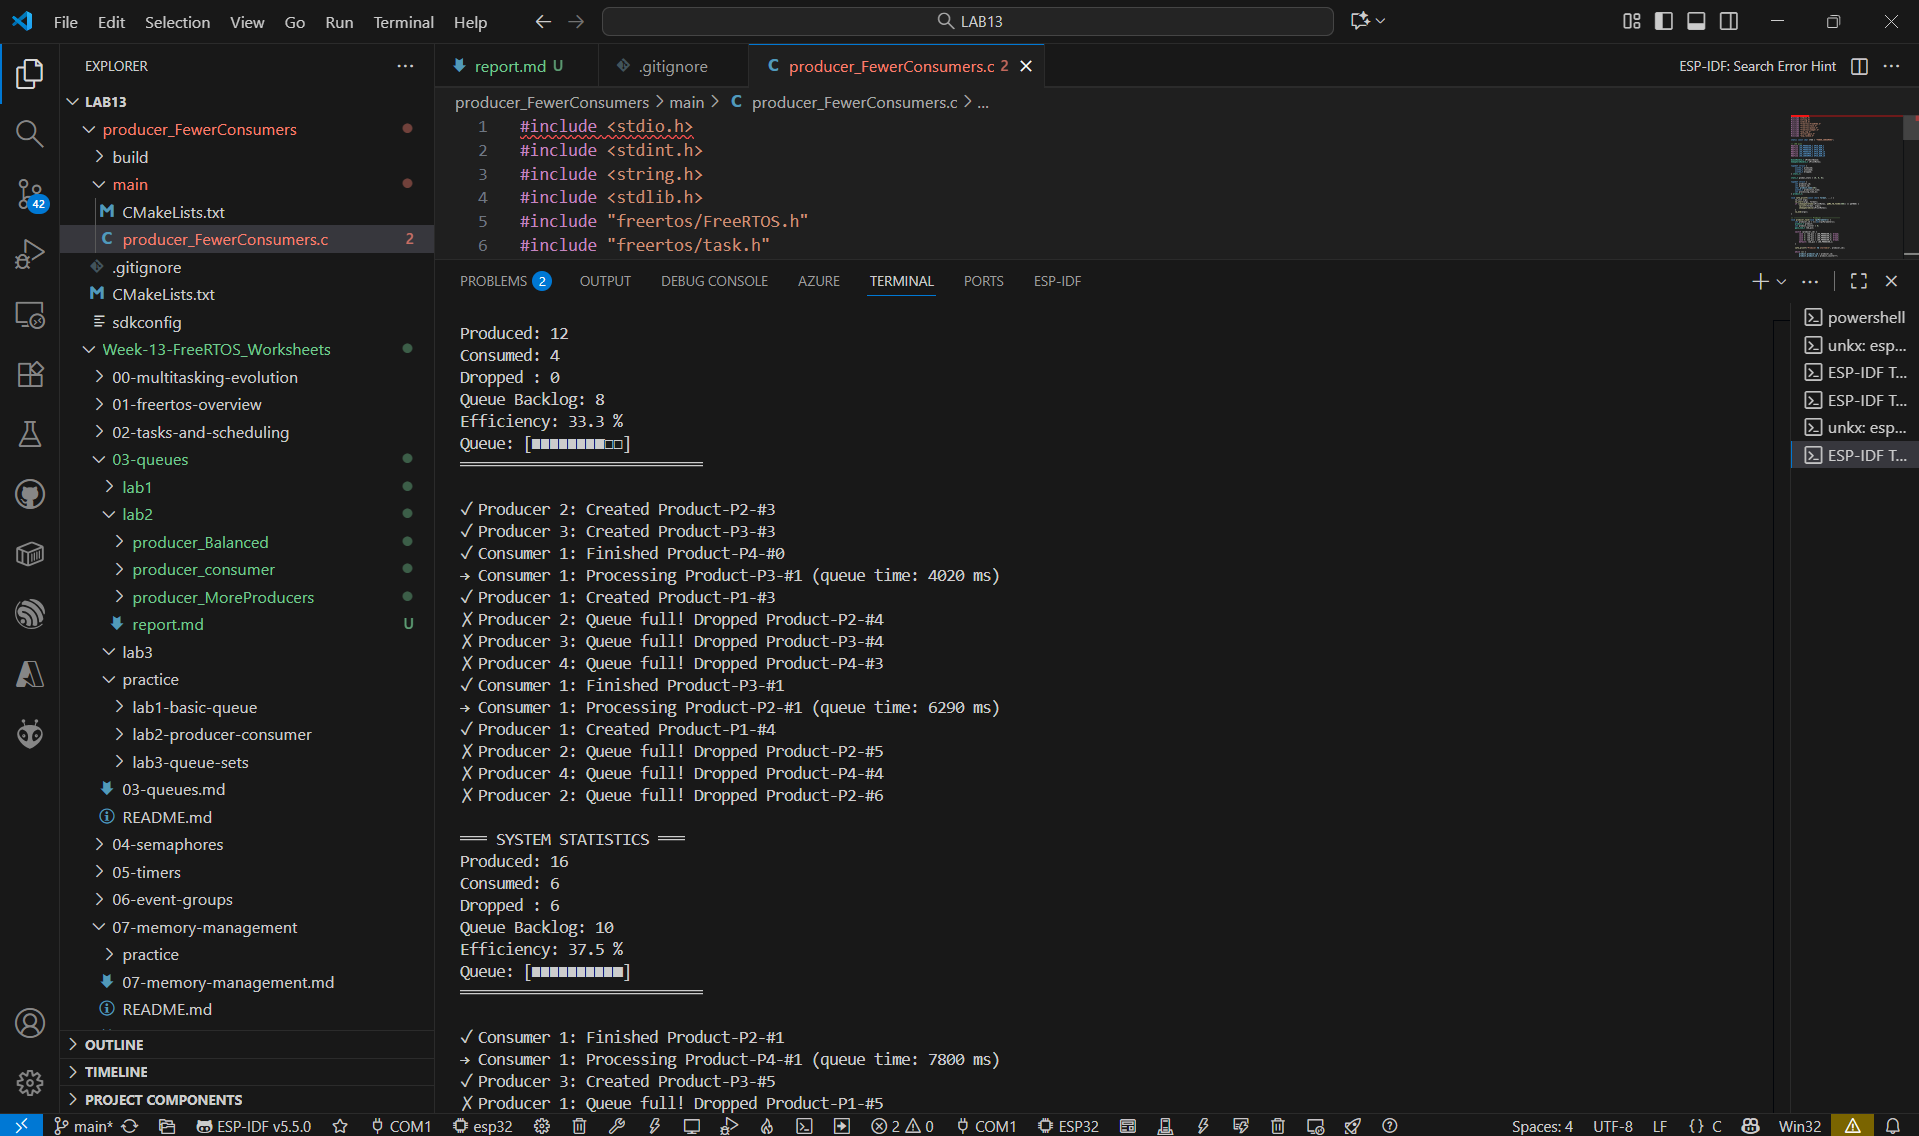 File Edit Selection View Go Run Terminal Help
LAB13
EXPLORER
LAB13
producer_FewerConsumers
build
main
CMakeLists.txt
producer_FewerConsumers.c 2
.gitignore
CMakeLists.txt
sdkconfig
Week-13-FreeRTOS_Worksheets
00-multitasking-evolution
01-freertos-overview
02-tasks-and-scheduling
03-queues
lab1
lab2
producer_Balanced
producer_consumer
producer_MoreProducers
report.md U
lab3
practice
lab1-basic-queue
lab2-producer-consumer
lab3-queue-sets
03-queues.md
README.md
04-semaphores
05-timers
06-event-groups
07-memory-management
practice
07-memory-management.md
README.md
OUTLINE
TIMELINE
PROJECT COMPONENTS
42
report.md U
.gitignore
producer_FewerConsumers.c 2
ESP-IDF: Search Error Hint
producer_FewerConsumers > main > C producer_FewerConsumers.c > ...
1 #include <stdio.h>
2 #include <stdint.h>
3 #include <string.h>
4 #include <stdlib.h>
5 #include "freertos/FreeRTOS.h"
6 #include "freertos/task.h"
PROBLEMS 2 OUTPUT DEBUG CONSOLE AZURE TERMINAL PORTS ESP-IDF
Produced: 12
Consumed: 4
Dropped : 0
Queue Backlog: 8
Efficiency: 33.3 %
Queue: [■■■■■■■■□□]
═══════════════════════════
✓ Producer 2: Created Product-P2-#3
✓ Producer 3: Created Product-P3-#3
✓ Consumer 1: Finished Product-P4-#0
→ Consumer 1: Processing Product-P3-#1 (queue time: 4020 ms)
✓ Producer 1: Created Product-P1-#3
✗ Producer 2: Queue full! Dropped Product-P2-#4
✗ Producer 3: Queue full! Dropped Product-P3-#4
✗ Producer 4: Queue full! Dropped Product-P4-#3
✓ Consumer 1: Finished Product-P3-#1
→ Consumer 1: Processing Product-P2-#1 (queue time: 6290 ms)
✓ Producer 1: Created Product-P1-#4
✗ Producer 2: Queue full! Dropped Product-P2-#5
✗ Producer 4: Queue full! Dropped Product-P4-#4
✗ Producer 2: Queue full! Dropped Product-P2-#6
═══ SYSTEM STATISTICS ═══
Produced: 16
Consumed: 6
Dropped : 6
Queue Backlog: 10
Efficiency: 37.5 %
Queue: [■■■■■■■■■■]
═══════════════════════════
✓ Consumer 1: Finished Product-P2-#1
→ Consumer 1: Processing Product-P4-#1 (queue time: 7800 ms)
✓ Producer 3: Created Product-P3-#5
✗ Producer 1: Queue full! Dropped Product-P1-#5
powershell
unkx: esp...
ESP-IDF T...
ESP-IDF T...
unkx: esp...
ESP-IDF T...
main* ESP-IDF v5.5.0 COM1 esp32 2 0 COM1 ESP32 Spaces: 4 UTF-8 LF {} C Win32